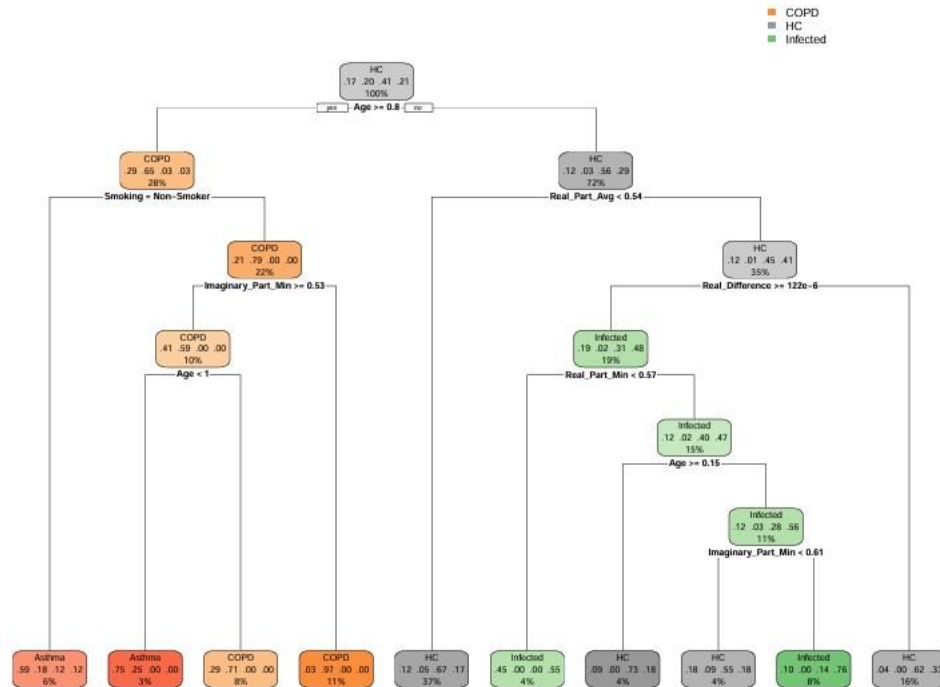 COPD
HC
Infected
HC
.17 .20 .41 .21
100%
yes Age >= 0.8 no
COPD
.29 .65 .03 .03
28%
Smoking = Non-Smoker
HC
.12 .03 .56 .29
72%
Real_Part_Avg < 0.54
COPD
.21 .79 .00 .00
22%
Imaginary_Part_Min >= 0.53
HC
.12 .01 .45 .41
35%
Real_Difference >= 122e-6
COPD
.41 .59 .00 .00
10%
Age < 1
Infected
.19 .02 .31 .48
19%
Real_Part_Min < 0.57
Infected
.12 .02 .40 .47
15%
Age >= 0.15
Infected
.12 .03 .28 .56
11%
Imaginary_Part_Min < 0.61
Asthma
.59 .18 .12 .12
6%
Asthma
.75 .25 .00 .00
3%
COPD
.29 .71 .00 .00
8%
COPD
.03 .97 .00 .00
11%
HC
.12 .05 .67 .17
37%
Infected
.45 .00 .00 .55
4%
HC
.09 .00 .73 .18
4%
HC
.18 .09 .55 .18
4%
Infected
.10 .00 .14 .76
8%
HC
.04 .00 .62 .33
16%